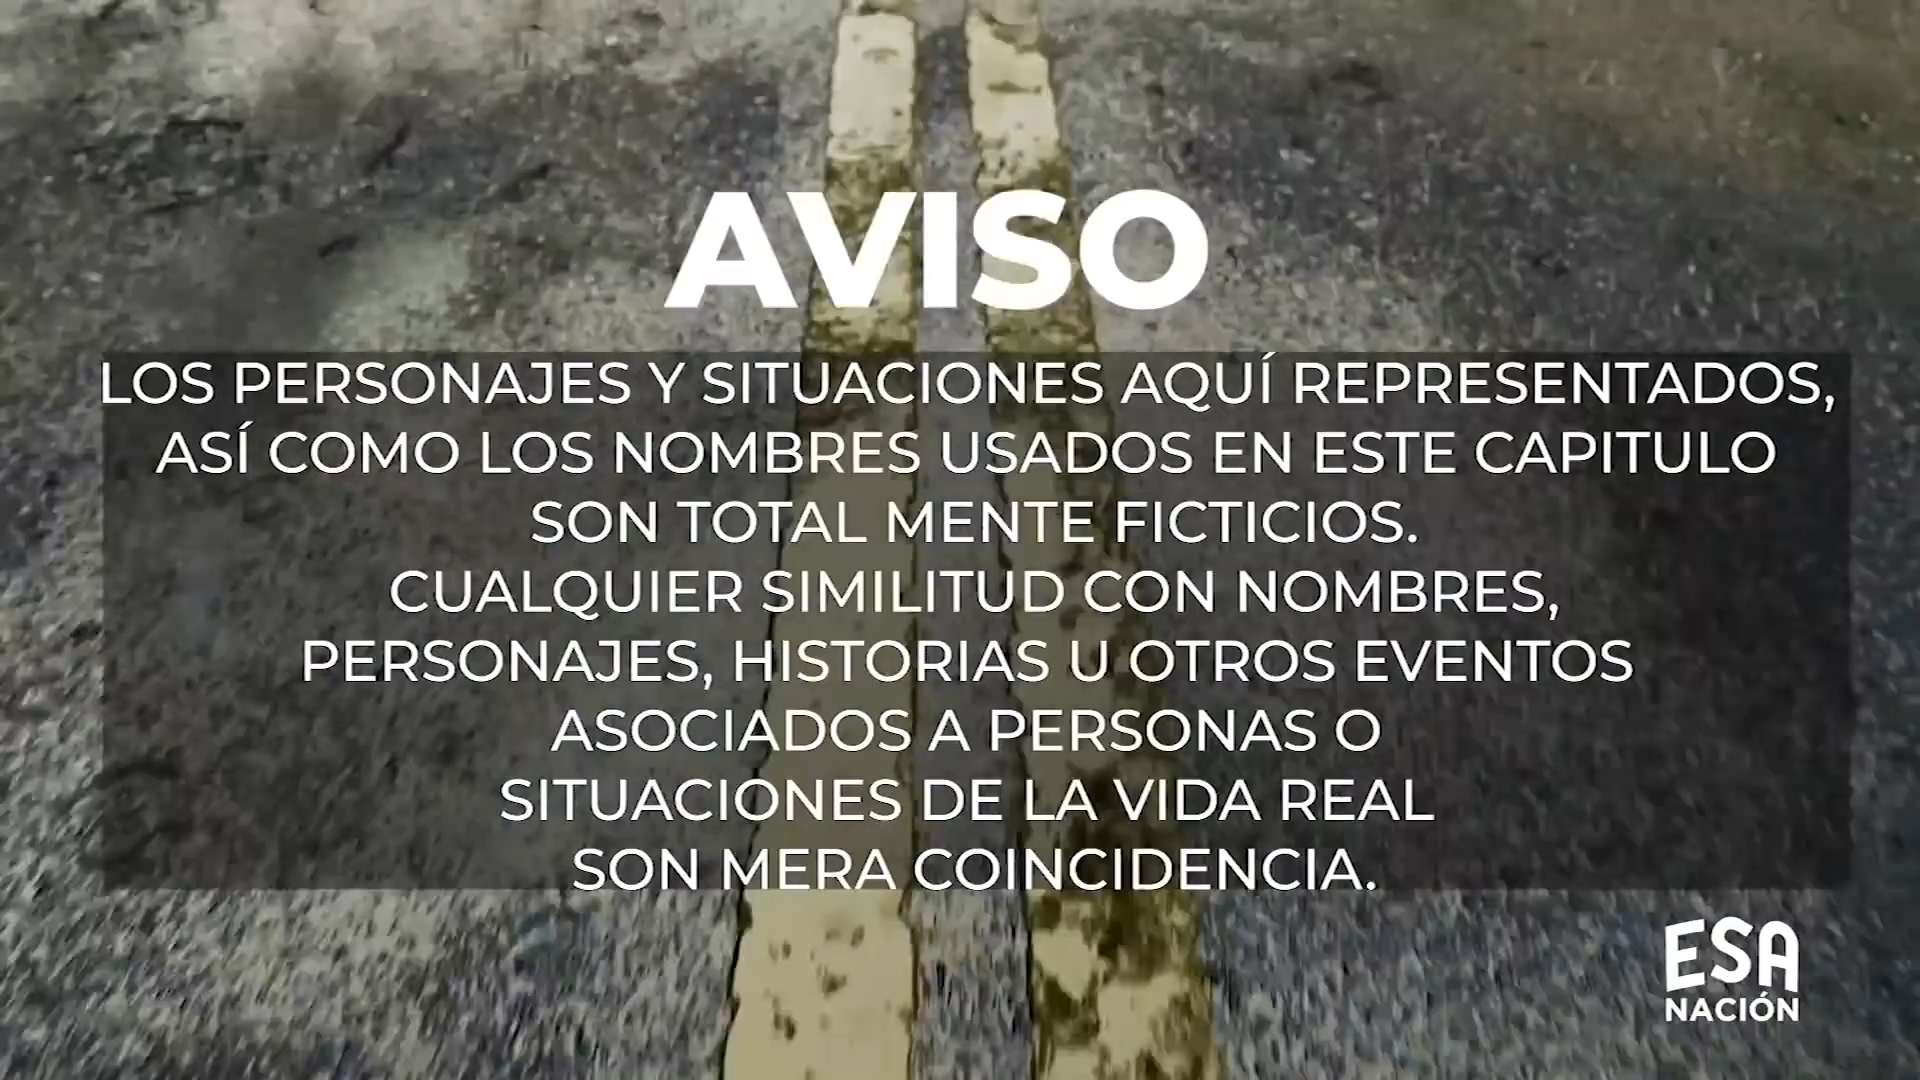 AVISO
LOS PERSONAJES Y SITUACIONES AQUÍ REPRESENTADOS,
ASÍ COMO LOS NOMBRES USADOS EN ESTE CAPITULO
SON TOTAL MENTE FICTICIOS.
CUALQUIER SIMILITUD CON NOMBRES,
PERSONAJES, HISTORIAS U OTROS EVENTOS
ASOCIADOS A PERSONAS O
SITUACIONES DE LA VIDA REAL
SON MERA COINCIDENCIA.
ESA
NACIÓN